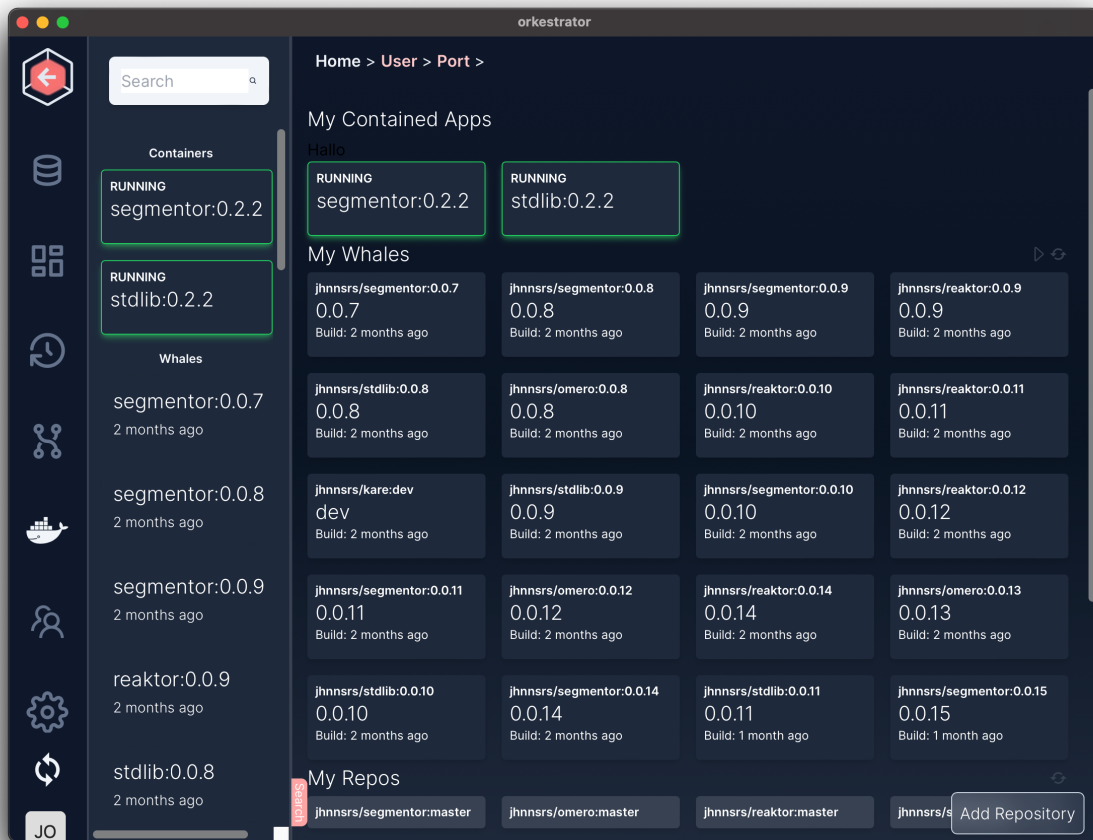 orkestrator
Search
Containers
RUNNING
segmentor:0.2.2
RUNNING
stdlib:0.2.2
Whales
segmentor:0.0.7
2 months ago
segmentor:0.0.8
2 months ago
segmentor:0.0.9
2 months ago
reaktor:0.0.9
2 months ago
stdlib:0.0.8
2 months ago
JO
Home > User > Port >
My Contained Apps
Hallo
RUNNING
segmentor:0.2.2
RUNNING
stdlib:0.2.2
My Whales
jhnnsrs/segmentor:0.0.7
0.0.7
Build: 2 months ago
jhnnsrs/segmentor:0.0.8
0.0.8
Build: 2 months ago
jhnnsrs/segmentor:0.0.9
0.0.9
Build: 2 months ago
jhnnsrs/reaktor:0.0.9
0.0.9
Build: 2 months ago
jhnnsrs/stdlib:0.0.8
0.0.8
Build: 2 months ago
jhnnsrs/omero:0.0.8
0.0.8
Build: 2 months ago
jhnnsrs/reaktor:0.0.10
0.0.10
Build: 2 months ago
jhnnsrs/reaktor:0.0.11
0.0.11
Build: 2 months ago
jhnnsrs/kare:dev
dev
Build: 2 months ago
jhnnsrs/stdlib:0.0.9
0.0.9
Build: 2 months ago
jhnnsrs/segmentor:0.0.10
0.0.10
Build: 2 months ago
jhnnsrs/reaktor:0.0.12
0.0.12
Build: 2 months ago
jhnnsrs/segmentor:0.0.11
0.0.11
Build: 2 months ago
jhnnsrs/omero:0.0.12
0.0.12
Build: 2 months ago
jhnnsrs/reaktor:0.0.14
0.0.14
Build: 2 months ago
jhnnsrs/omero:0.0.13
0.0.13
Build: 2 months ago
jhnnsrs/stdlib:0.0.10
0.0.10
Build: 2 months ago
jhnnsrs/segmentor:0.0.14
0.0.14
Build: 2 months ago
jhnnsrs/stdlib:0.0.11
0.0.11
Build: 1 month ago
jhnnsrs/segmentor:0.0.15
0.0.15
Build: 1 month ago
Search
My Repos
jhnnsrs/segmentor:master
jhnnsrs/omero:master
jhnnsrs/reaktor:master
jhnnsrs/s
Add Repository